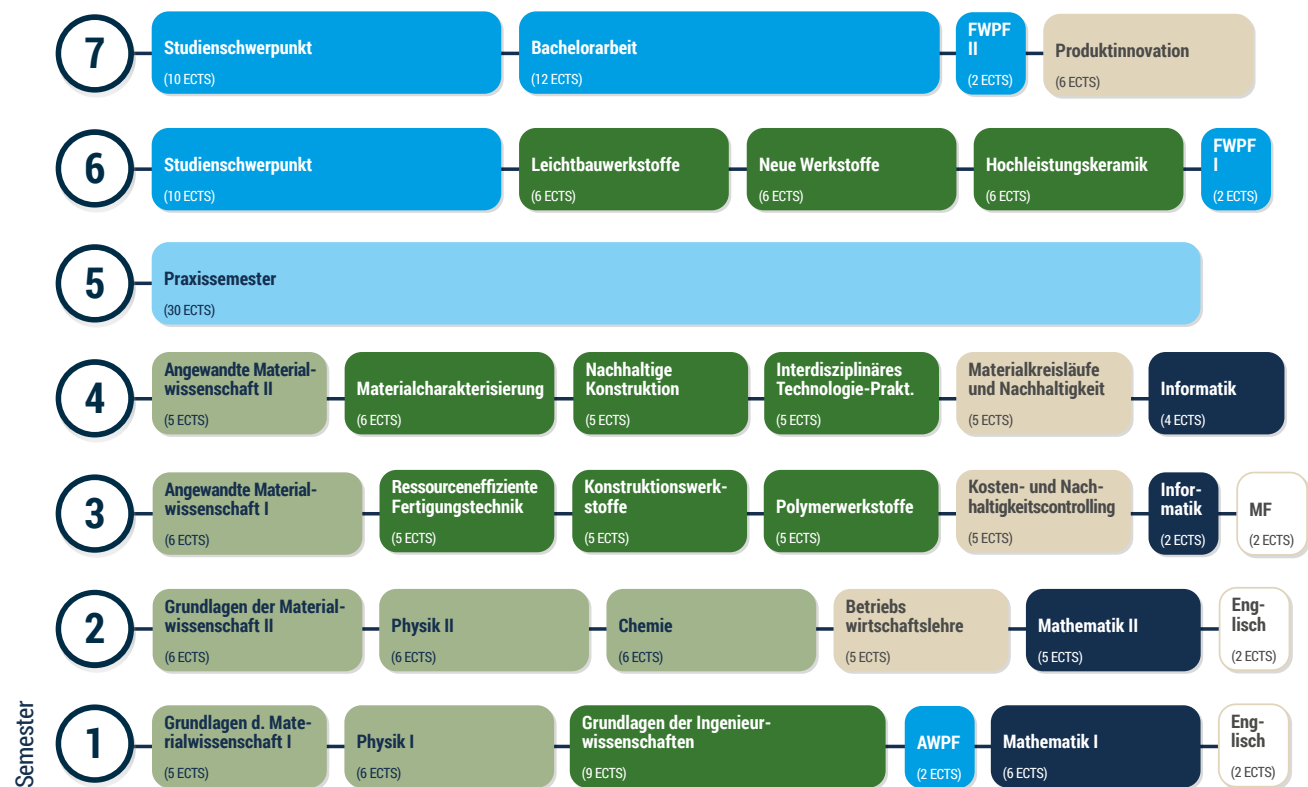 7
Studienschwerpunkt
(10 ECTS)
Bachelorarbeit
(12 ECTS)
FWPF
II
(2 ECTS)
Produktinnovation
(6 ECTS)
6
Studienschwerpunkt
(10 ECTS)
Leichtbauwerkstoffe
(6 ECTS)
Neue Werkstoffe
(6 ECTS)
Hochleistungskeramik
(6 ECTS)
FWPF
I
(2 ECTS)
5
Praxissemester
(30 ECTS)
4
Angewandte Material-
wissenschaft II
(5 ECTS)
Materialcharakterisierung
(6 ECTS)
Nachhaltige
Konstruktion
(5 ECTS)
Interdisziplinäres
Technologie-Prakt.
(5 ECTS)
Materialkreisläufe
und Nachhaltigkeit
(5 ECTS)
Informatik
(4 ECTS)
3
Angewandte Material-
wissenschaft I
(6 ECTS)
Ressourceneffiziente
Fertigungstechnik
(5 ECTS)
Konstruktionswerk-
stoffe
(5 ECTS)
Polymerwerkstoffe
(5 ECTS)
Kosten- und Nach-
haltigkeitscontrolling
(5 ECTS)
Infor-
matik
(2 ECTS)
MF
(2 ECTS)
2
Grundlagen der Material-
wissenschaft II
(6 ECTS)
Physik II
(6 ECTS)
Chemie
(6 ECTS)
Betriebs
wirtschaftslehre
(5 ECTS)
Mathematik II
(5 ECTS)
Eng-
lisch
(2 ECTS)
Semester
1
Grundlagen d. Mate-
rialwissenschaft I
(5 ECTS)
Physik I
(6 ECTS)
Grundlagen der Ingenieur-
wissenschaften
(9 ECTS)
AWPF
(2 ECTS)
Mathematik I
(6 ECTS)
Eng-
lisch
(2 ECTS)